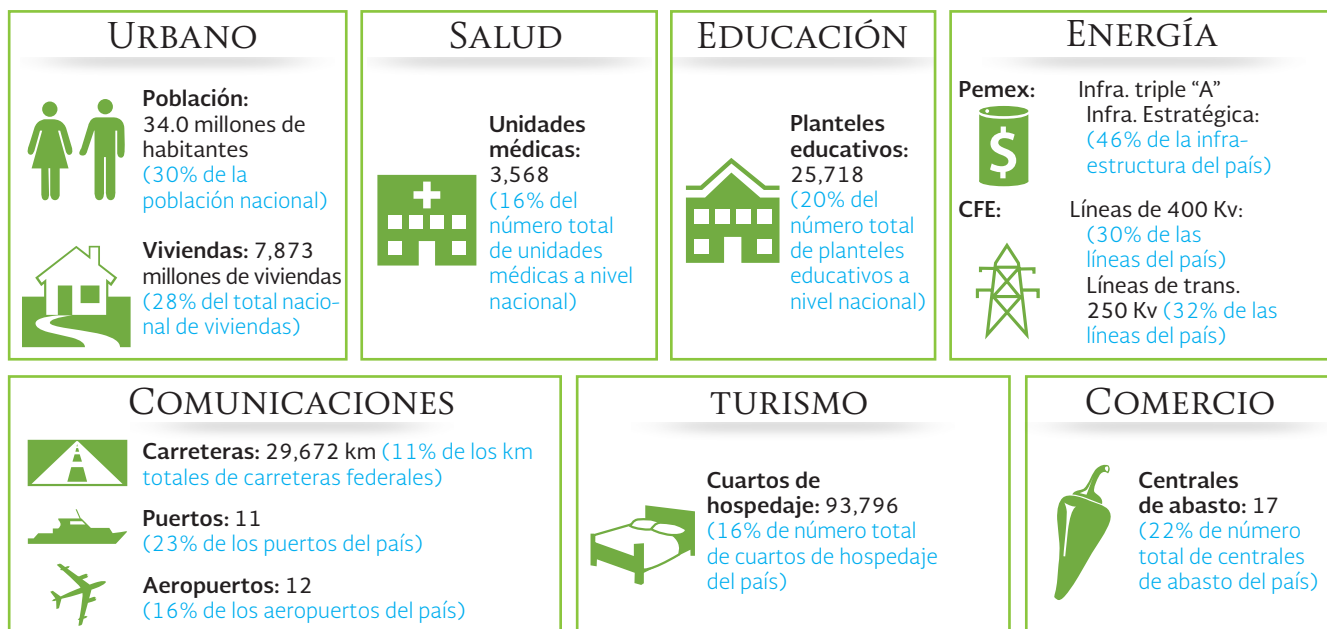 URBANO
Población:
34.0 millones de
habitantes
(30% de la
población nacional)
Viviendas: 7,873
millones de viviendas
(28% del total nacio-
nal de viviendas)
SALUD
Unidades
médicas:
3,568
(16% del
número total
de unidades
médicas a nivel
nacional)
EDUCACIÓN
Planteles
educativos:
25,718
(20% del
número total
de planteles
educativos a
nivel nacional)
ENERGÍA
Pemex: Infra. triple “A”
Infra. Estratégica:
(46% de la infra-
estructura del país)
$
CFE: Líneas de 400 Kv:
(30% de las
líneas del país)
Líneas de trans.
250 Kv (32% de las
líneas del país)
COMUNICACIONES
Carreteras: 29,672 km (11% de los km
totales de carreteras federales)
Puertos: 11
(23% de los puertos del país)
Aeropuertos: 12
(16% de los aeropuertos del país)
TURISMO
Cuartos de
hospedaje: 93,796
(16% de número total
de cuartos de hospedaje
del país)
COMERCIO
Centrales
de abasto: 17
(22% de número
total de centrales
de abasto del país)